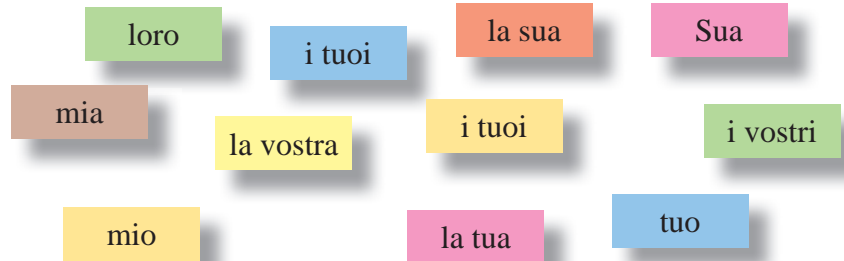 loro
i tuoi
la sua
Sua
mia
la vostra
i tuoi
i vostri
mio
la tua
tuo